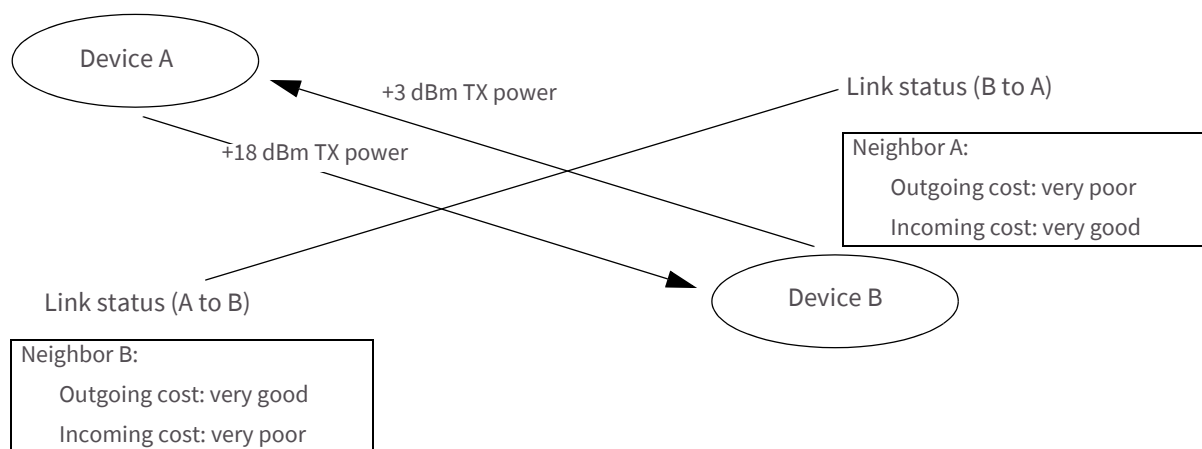 Device A
+3 dBm TX power
Link status (B to A)
+18 dBm TX power
Neighbor A:
Outgoing cost: very poor
Incoming cost: very good
Device B
Link status (A to B)
Neighbor B:
Outgoing cost: very good
Incoming cost: very poor